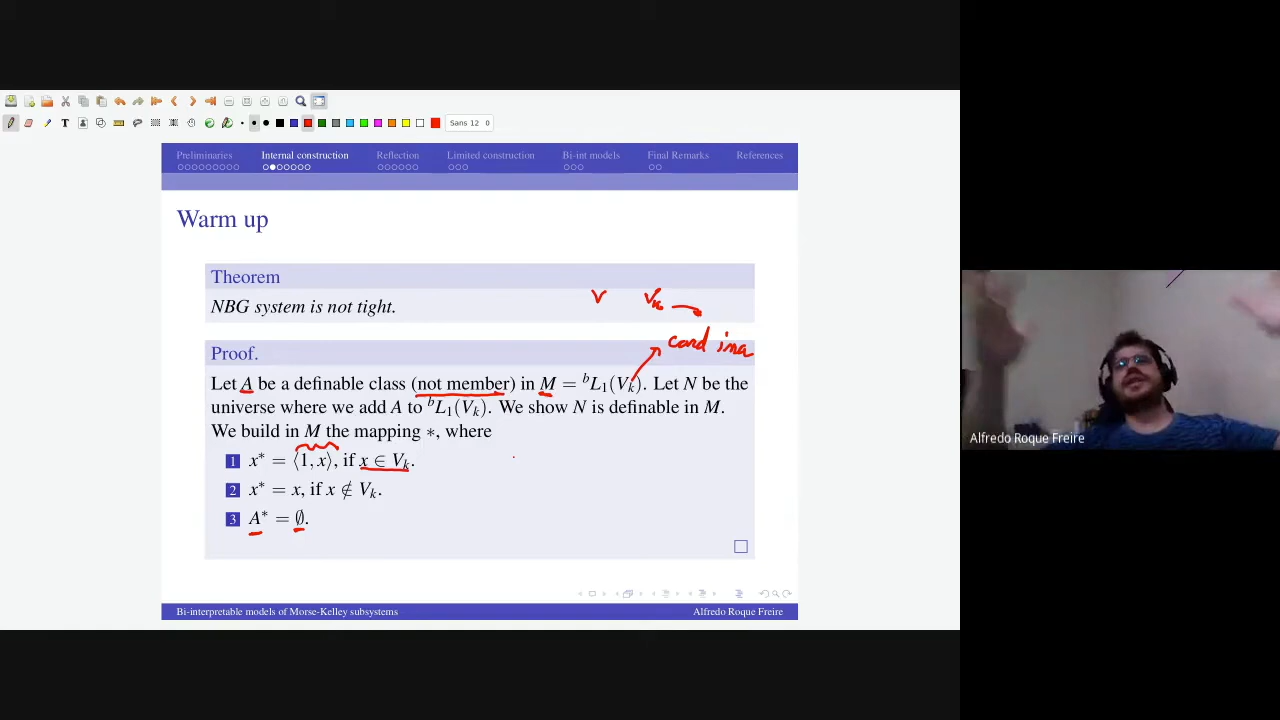 Sans 12 0
Preliminaries Internal construction Reflection Limited construction Bi-int models Final Remarks References
Warm up
Theorem
NBG system is not tight.
V Vₖ
card ina
Proof.
Let A be a definable class (not member) in M = ᵇL₁(Vₖ). Let N be the
universe where we add A to ᵇL₁(Vₖ). We show N is definable in M.
We build in M the mapping ∗, where
1 x* = ⟨1, x⟩, if x ∈ Vₖ.
2 x* = x, if x ∉ Vₖ.
3 A* = ∅.
Bi-interpretable models of Morse-Kelley subsystems Alfredo Roque Freire
Alfredo Roque Freire